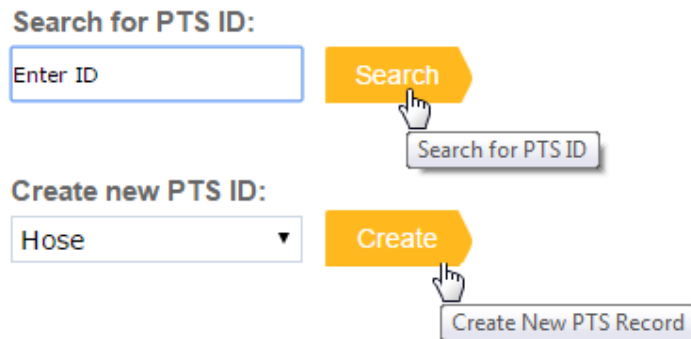 Search for PTS ID:
Enter ID
Search
Search for PTS ID
Create new PTS ID:
Hose
Create
Create New PTS Record